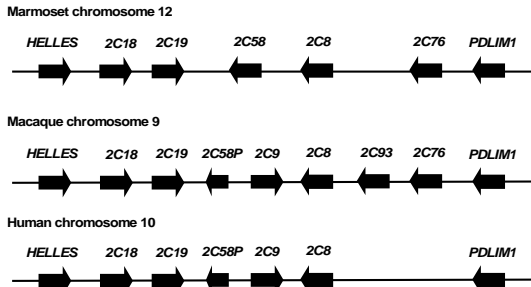 Marmoset chromosome 12
HELLES 2C18 2C19 2C58 2C8 2C76 PDLIM1
Macaque chromosome 9
HELLES 2C18 2C19 2C58P 2C9 2C8 2C93 2C76 PDLIM1
Human chromosome 10
HELLES 2C18 2C19 2C58P 2C9 2C8 PDLIM1